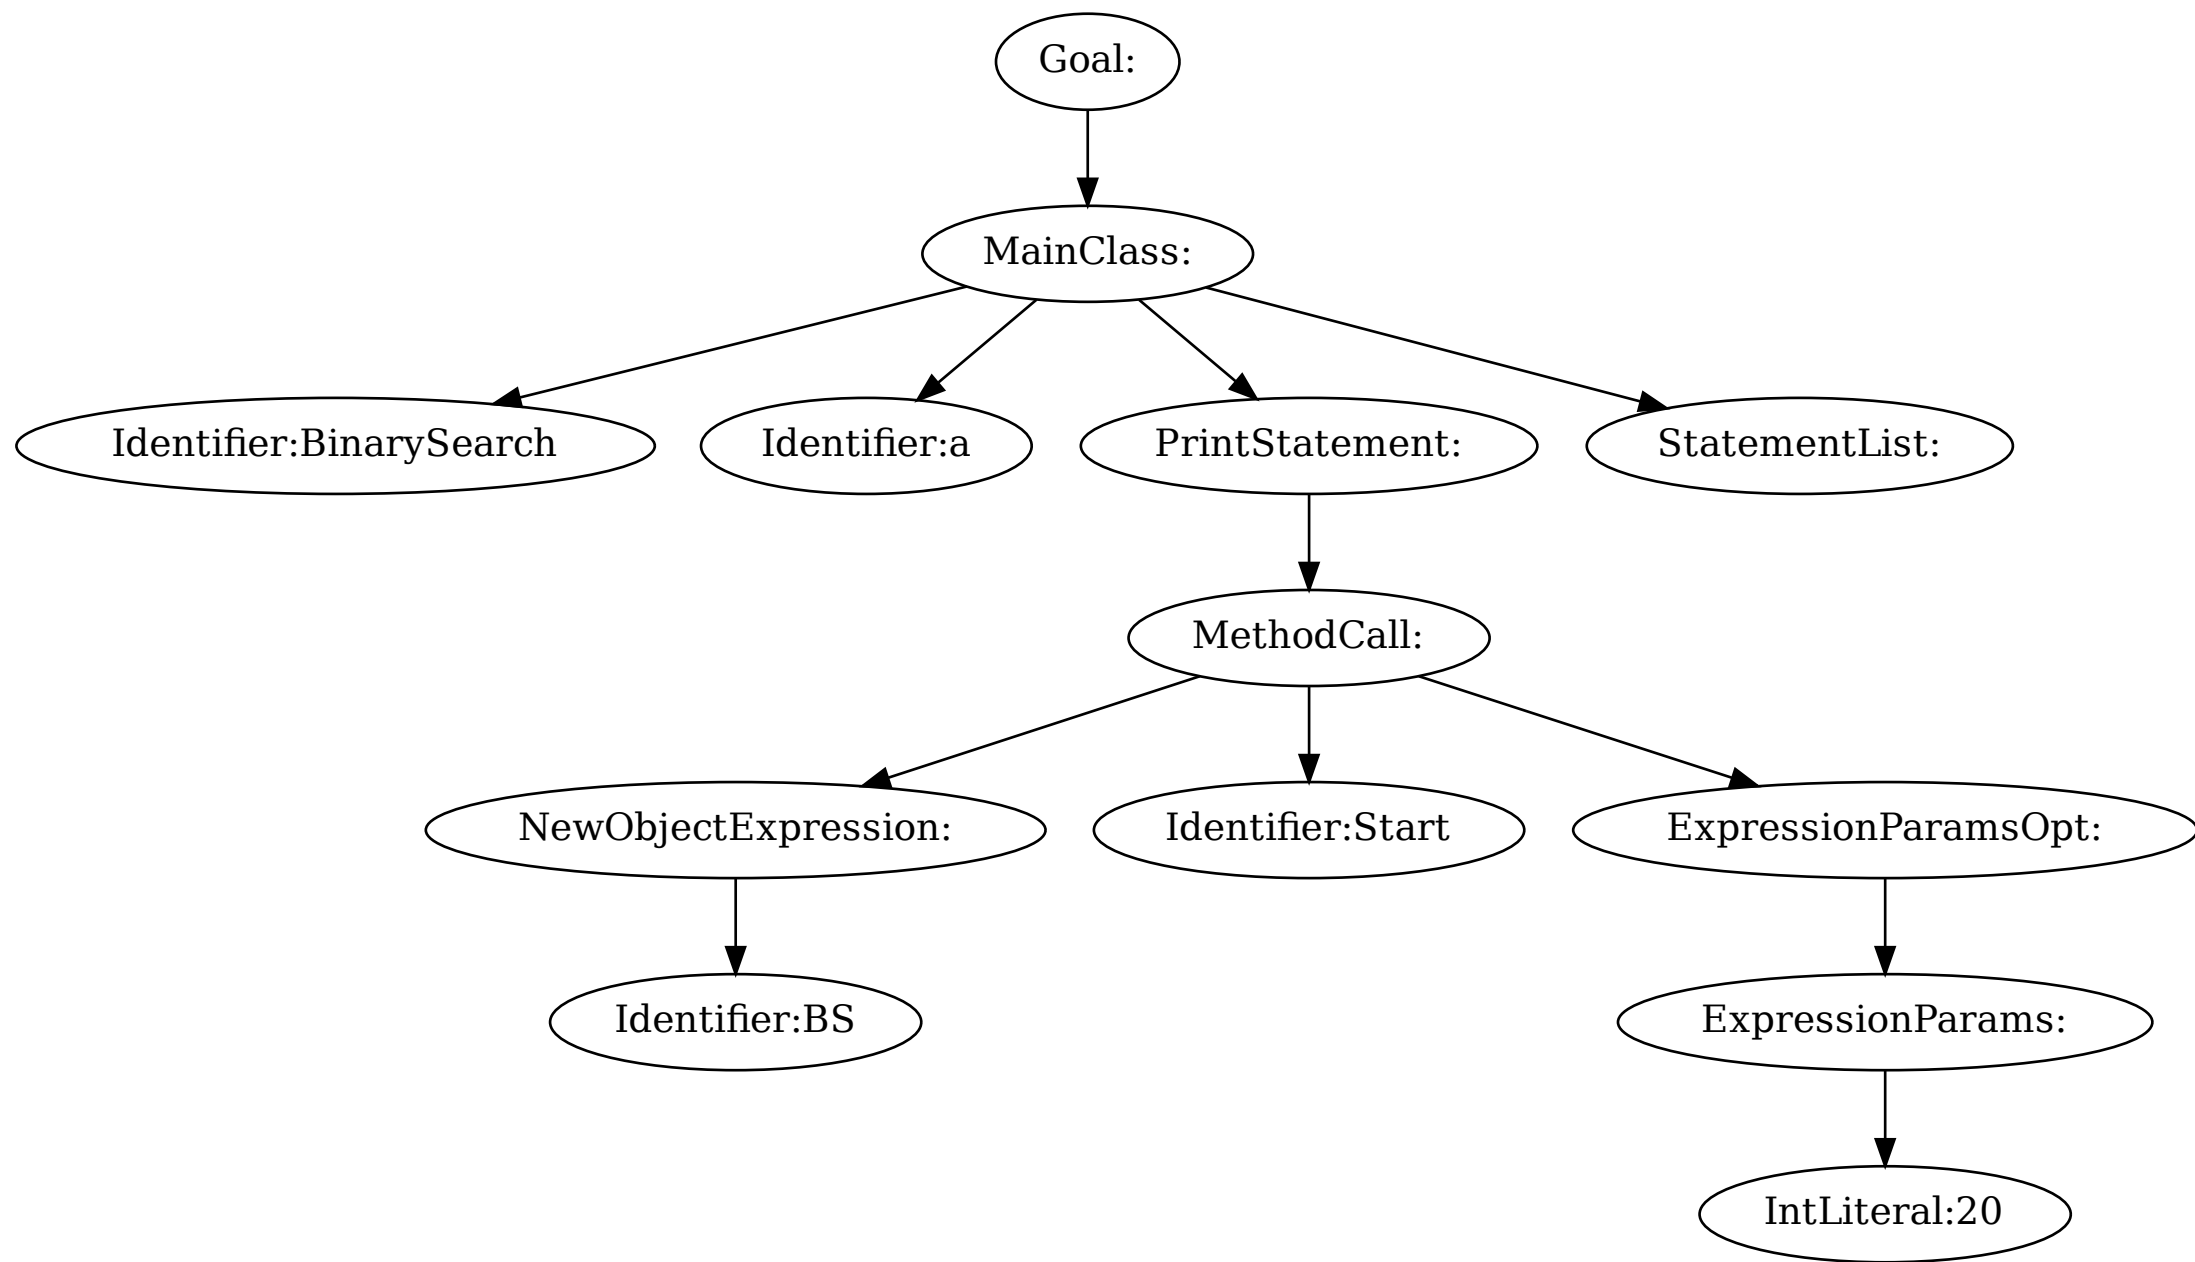 Goal:
MainClass:
Identifier:BinarySearch
Identifier:a
PrintStatement:
StatementList:
MethodCall:
NewObjectExpression:
Identifier:Start
ExpressionParamsOpt:
Identifier:BS
ExpressionParams:
IntLiteral:20